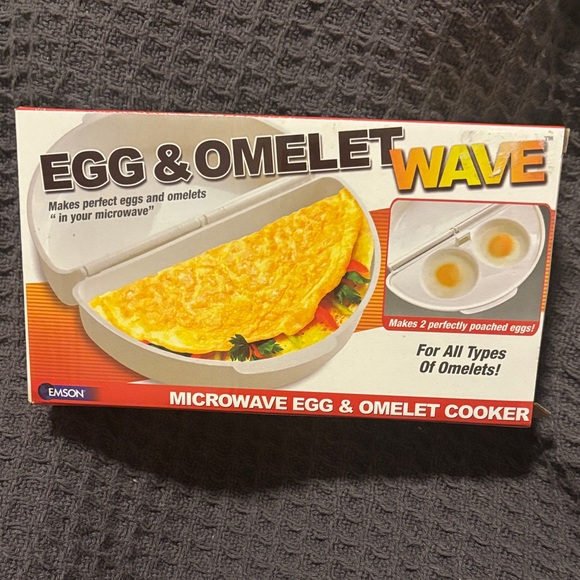 EGG & OMELET WAVE™
Makes perfect eggs and omelets
“ in your microwave”
Makes 2 perfectly poached eggs!
For All Types
Of Omelets!
EMSON
MICROWAVE EGG & OMELET COOKER